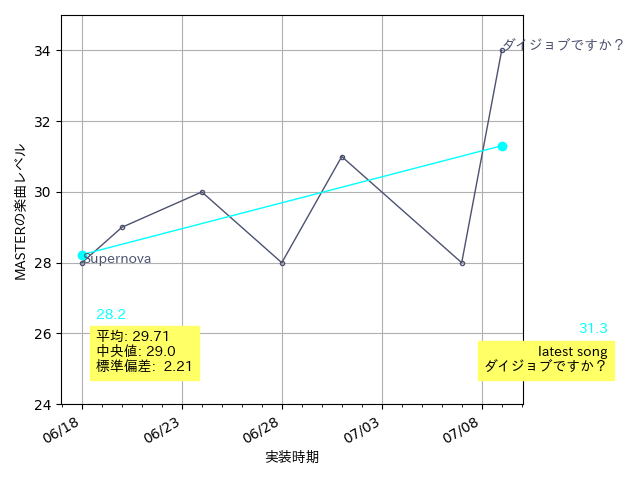 34
32
30
28
26
24
MASTERの楽曲レベル
ダイジョブですか？
Supernova
28.2
平均: 29.71
中央値: 29.0
標準偏差: 2.21
31.3
latest song
ダイジョブですか？
06/18
06/23
06/28
07/03
07/08
実装時期